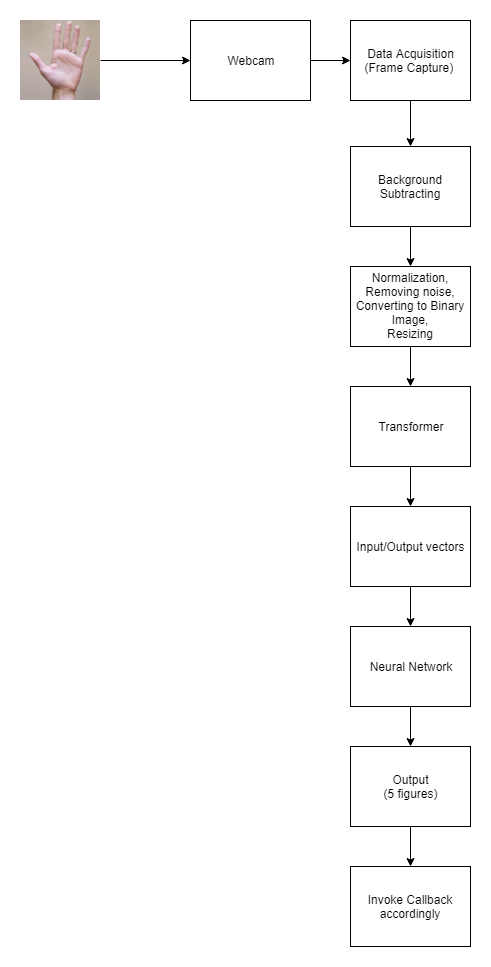 Webcam
Data Acquisition
(Frame Capture)
Background
Subtracting
Normalization,
Removing noise,
Converting to Binary
Image,
Resizing
Transformer
Input/Output vectors
Neural Network
Output
(5 figures)
Invoke Callback
accordingly